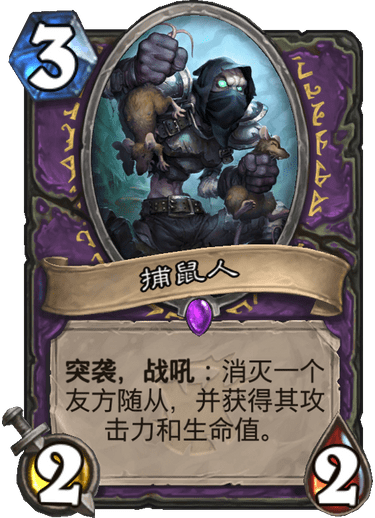 3
捕鼠人
突袭，战吼：消灭一个
友方随从，并获得其攻
击力和生命值。
2
2